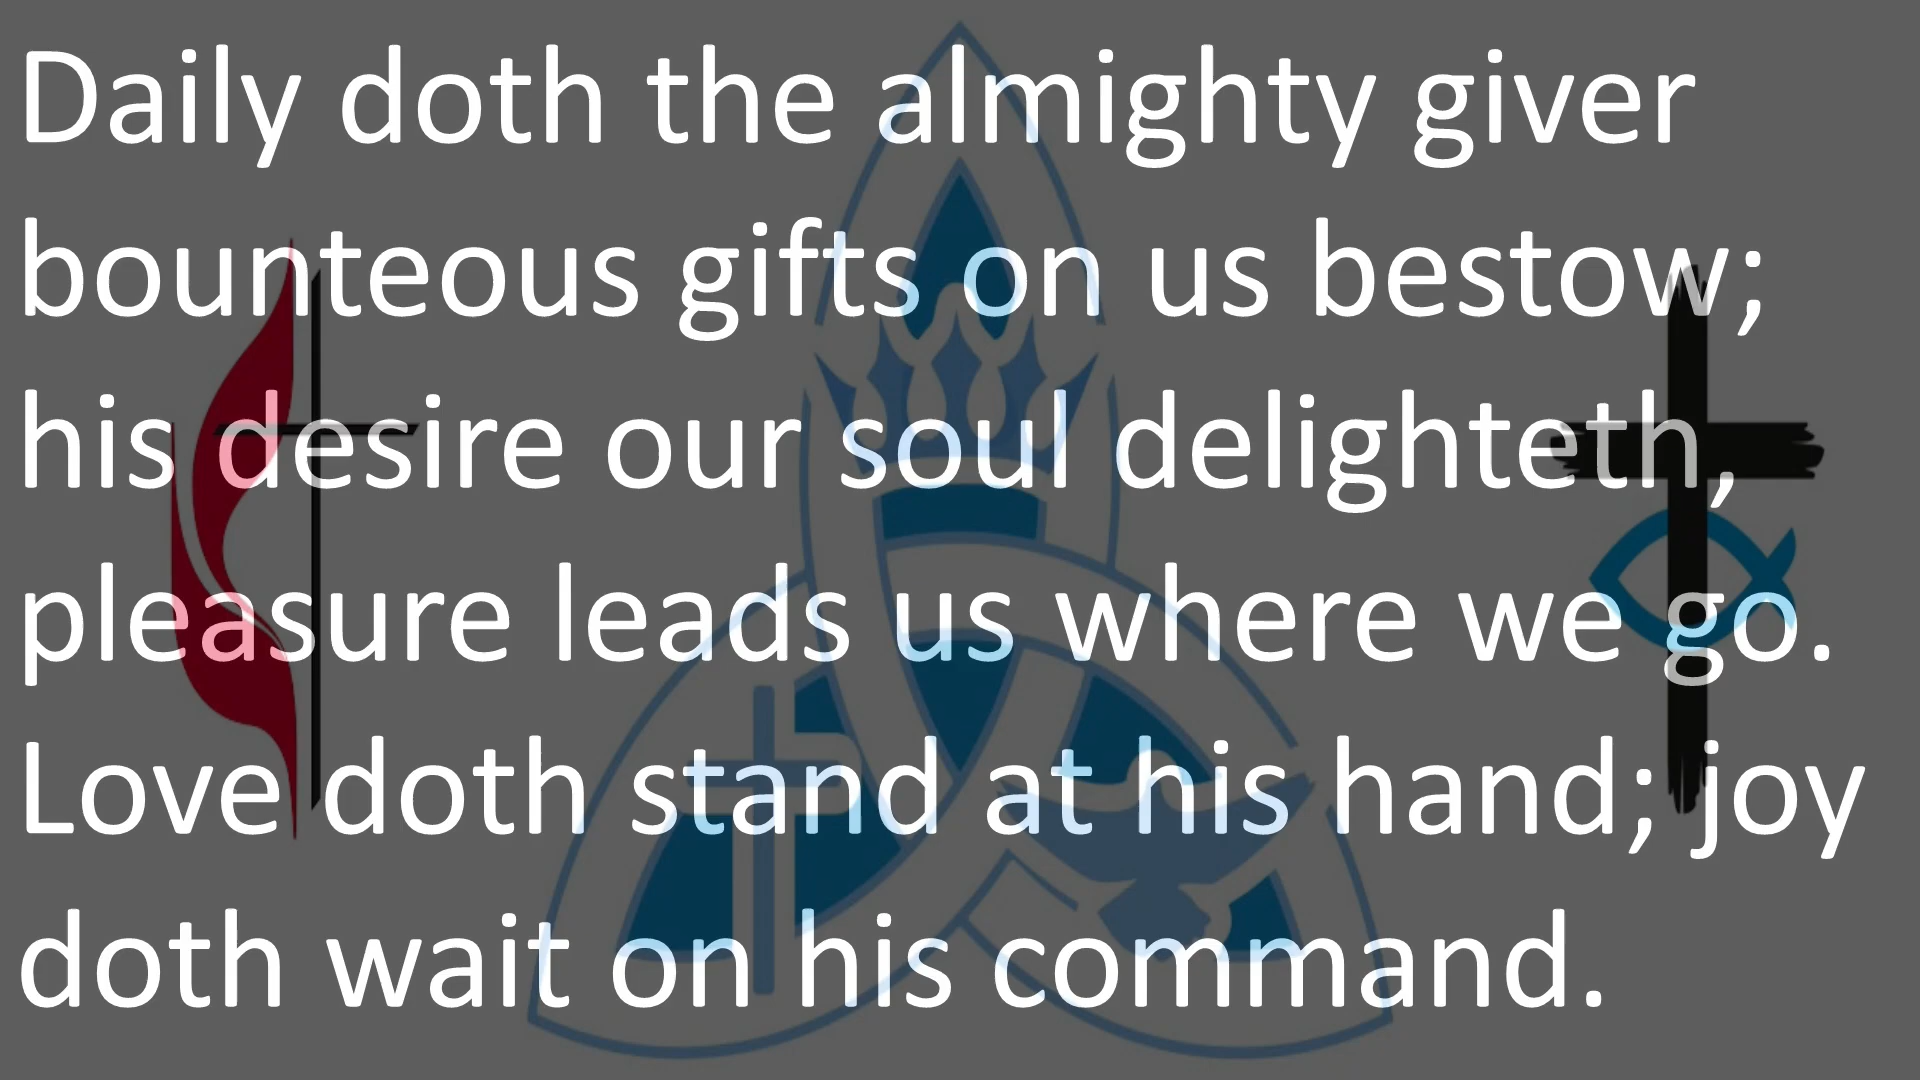 Daily doth the almighty giver
bounteous gifts on us bestow;
his desire our soul delighteth,
pleasure leads us where we go.
Love doth stand at his hand; joy
doth wait on his command.